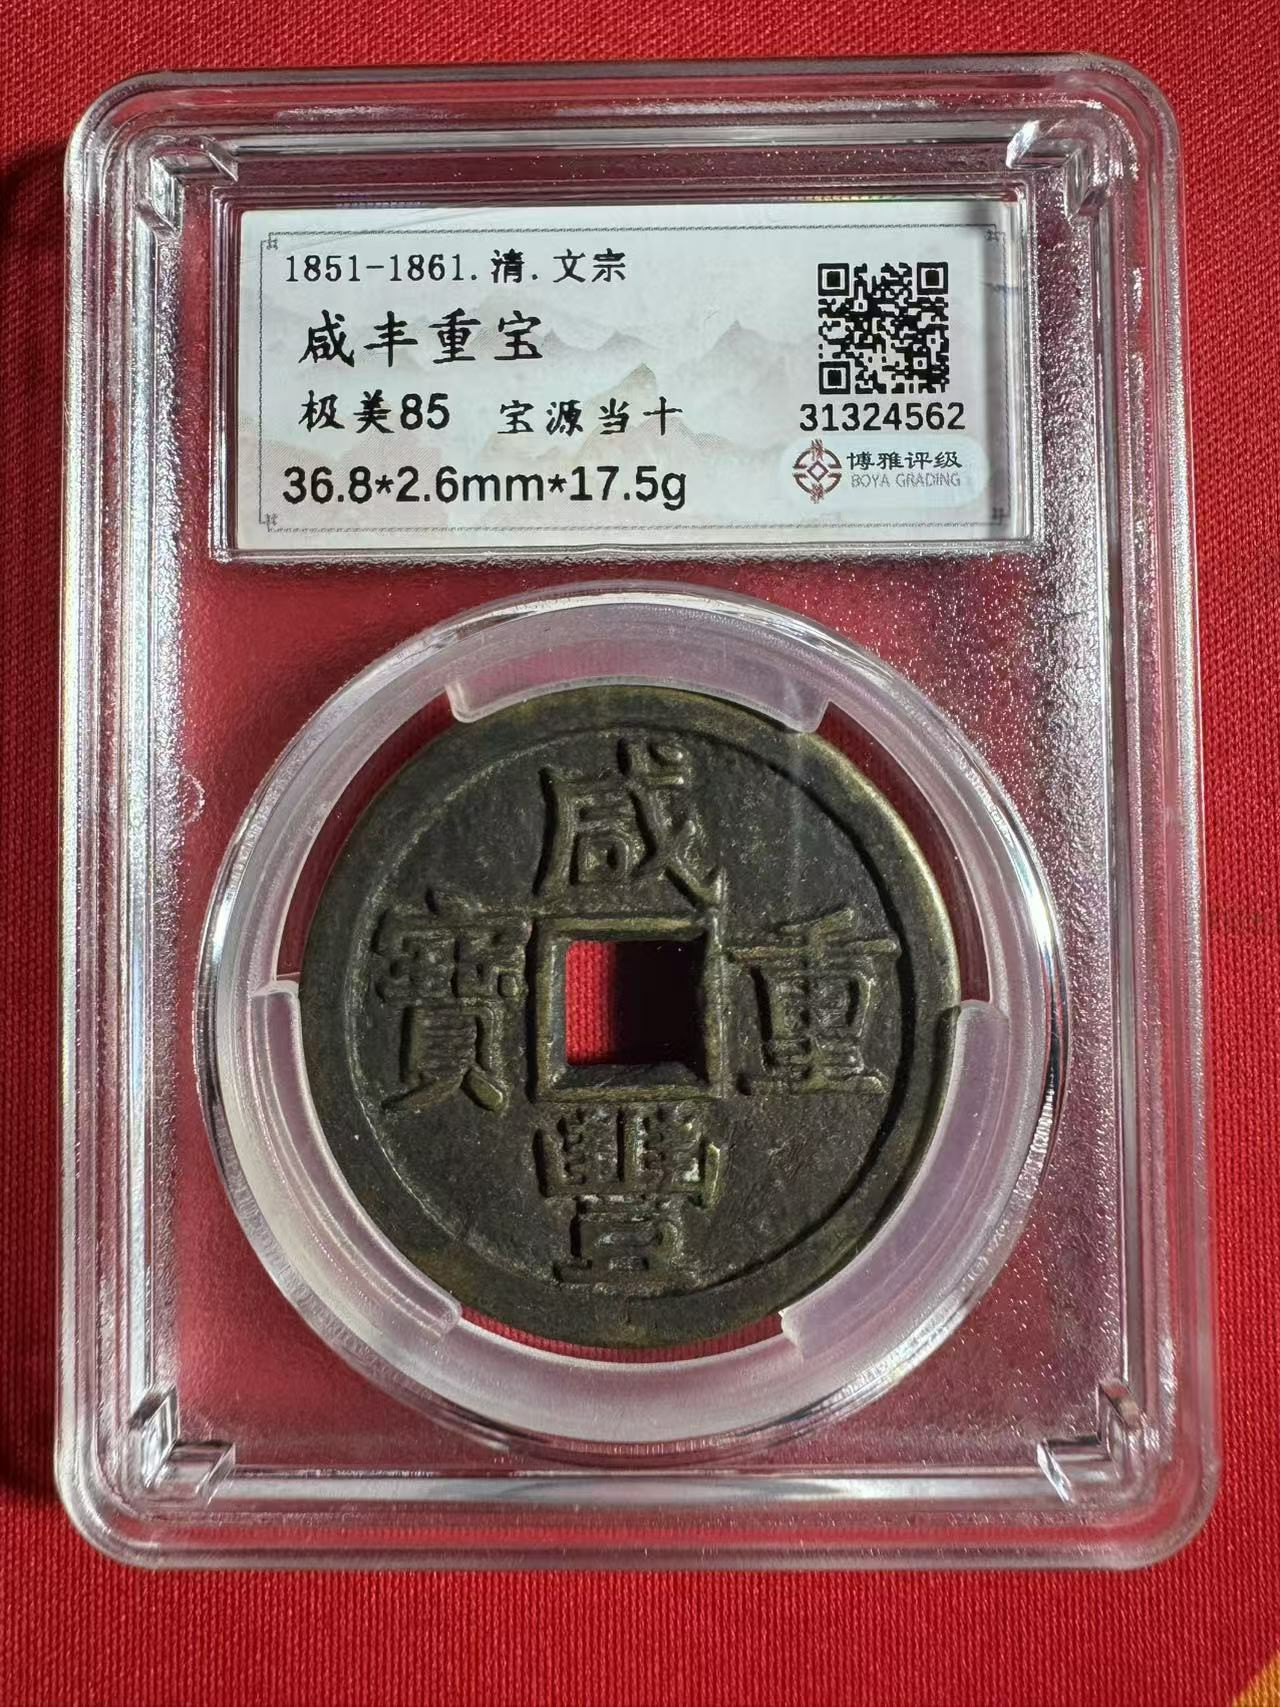 1851-1861.清.文宗
咸丰重宝
极美85 宝源当十
36.8*2.6mm*17.5g
31324562
博雅评级
BOYA GRADING
咸
寶 重
豐